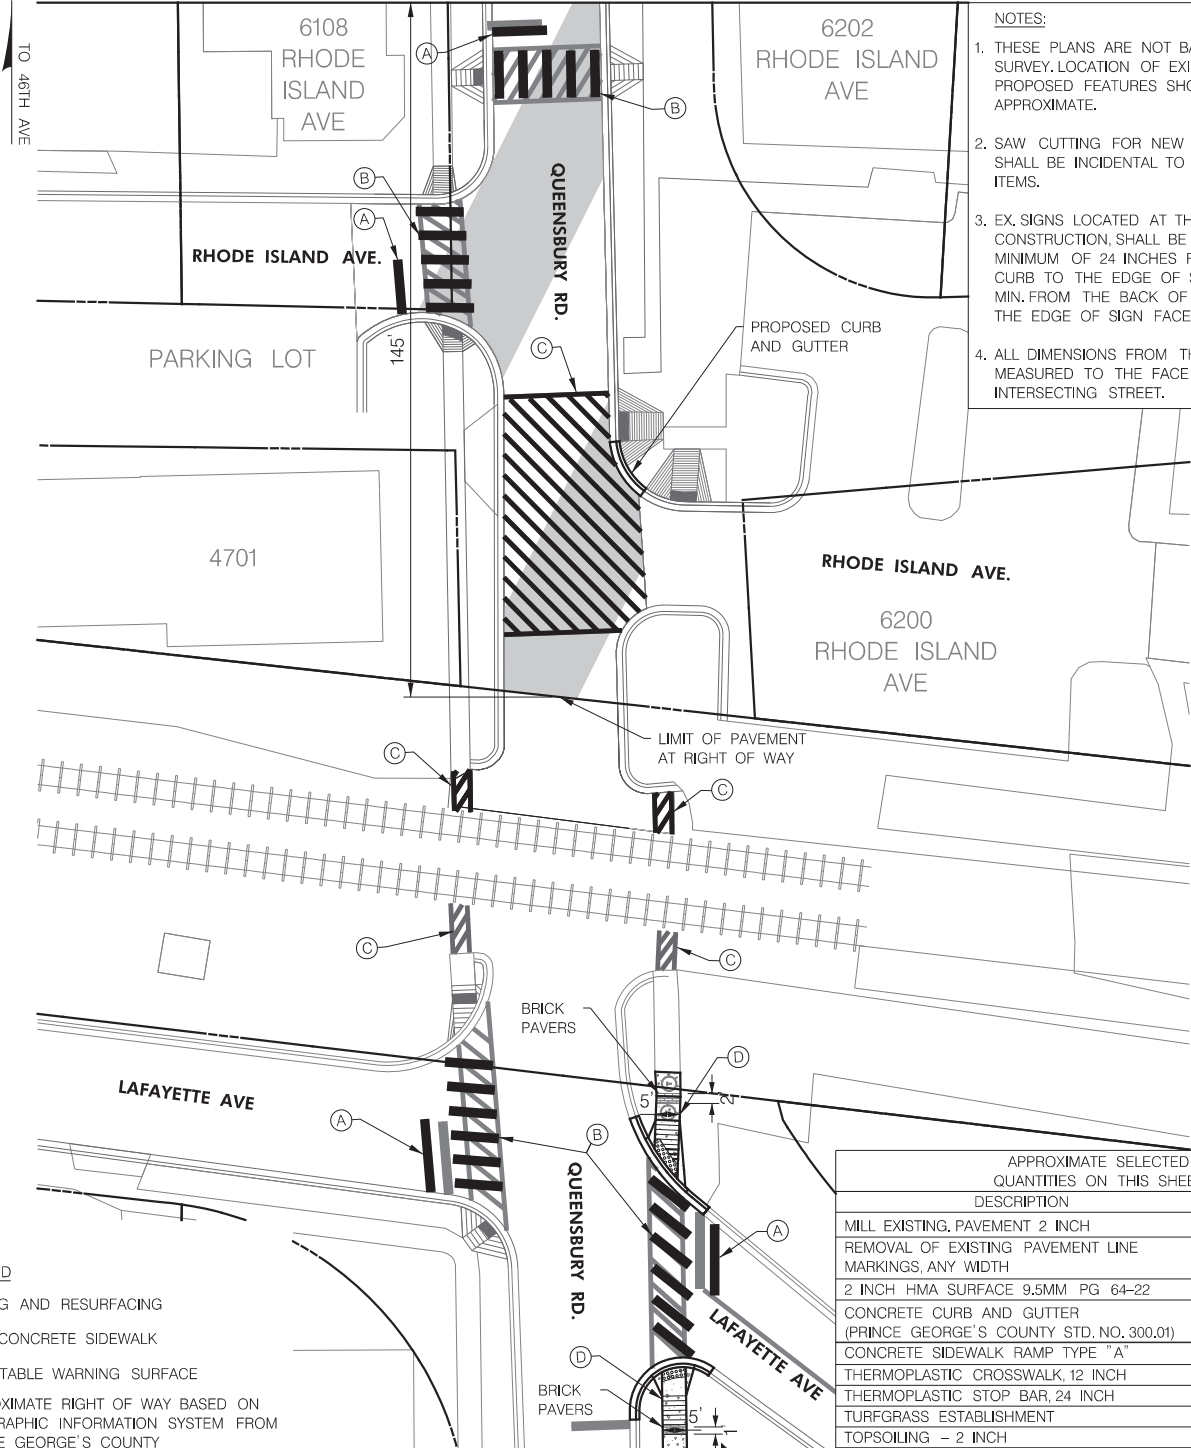 TO 46TH AVE
6108
RHODE
ISLAND
AVE
6202
RHODE ISLAND
AVE
NOTES:
1. THESE PLANS ARE NOT
SURVEY. LOCATION OF
PROPOSED FEATURES
APPROXIMATE.
2. SAW CUTTING FOR NEW
SHALL BE INCIDENTAL TO
ITEMS.
3. EX. SIGNS LOCATED AT
CONSTRUCTION, SHALL BE
MINIMUM OF 24 INCHES
CURB TO THE EDGE OF
MIN. FROM THE BACK OF
THE EDGE OF SIGN FACE
4. ALL DIMENSIONS FROM
MEASURED TO THE FACE
INTERSECTING STREET.
A
B
B
A
QUEENSBURY RD.
RHODE ISLAND AVE.
PARKING LOT
145'
C
PROPOSED CURB
AND GUTTER
4701
RHODE ISLAND AVE.
6200
RHODE ISLAND
AVE
LIMIT OF PAVEMENT
AT RIGHT OF WAY
C
C
C
C
BRICK
PAVERS
D
5'
2'
LAFAYETTE AVE
A
B
QUEENSBURY RD.
A
LAFAYETTE AVE
D
BRICK
PAVERS
5'
1'
D
G AND RESURFACING
CONCRETE SIDEWALK
TABLE WARNING SURFACE
OXIMATE RIGHT OF WAY BASED ON
RAPHIC INFORMATION SYSTEM FROM
E GEORGE'S COUNTY
APPROXIMATE SELECTED
QUANTITIES ON THIS SHE
DESCRIPTION
MILL EXISTING. PAVEMENT 2 INCH
REMOVAL OF EXISTING PAVEMENT LINE
MARKINGS, ANY WIDTH
2 INCH HMA SURFACE 9.5MM PG 64-22
CONCRETE CURB AND GUTTER
(PRINCE GEORGE'S COUNTY STD. NO. 300.01)
CONCRETE SIDEWALK RAMP TYPE "A"
THERMOPLASTIC CROSSWALK, 12 INCH
THERMOPLASTIC STOP BAR, 24 INCH
TURFGRASS ESTABLISHMENT
TOPSOILING - 2 INCH